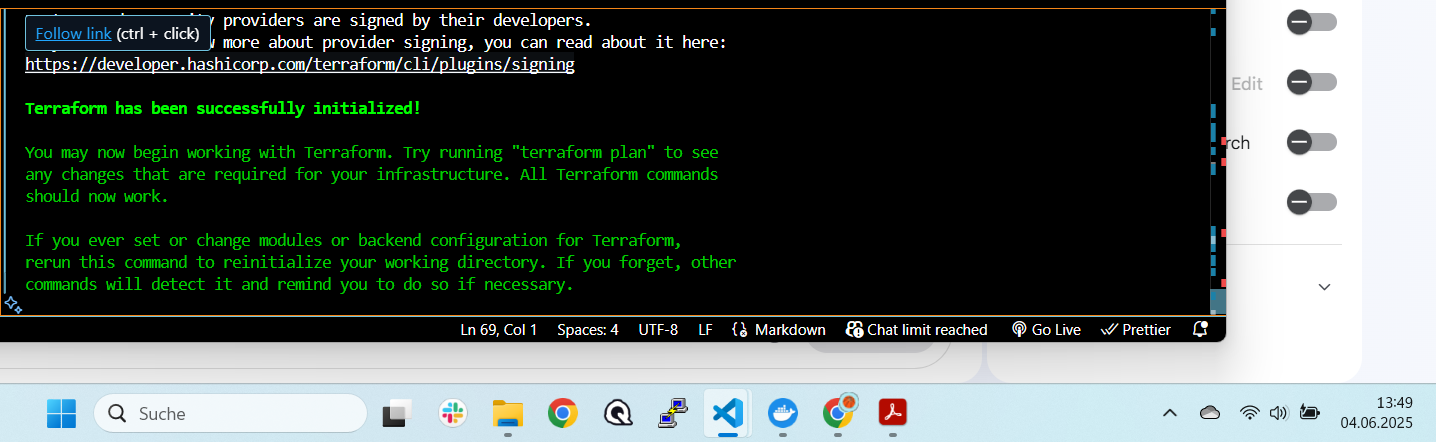 ity providers are signed by their developers.
Follow link (ctrl + click)
more about provider signing, you can read about it here:
https://developer.hashicorp.com/terraform/cli/plugins/signing
Terraform has been successfully initialized!
You may now begin working with Terraform. Try running "terraform plan" to see
any changes that are required for your infrastructure. All Terraform commands
should now work.
If you ever set or change modules or backend configuration for Terraform,
rerun this command to reinitialize your working directory. If you forget, other
commands will detect it and remind you to do so if necessary.
Edit
rch
Ln 69, Col 1 Spaces: 4 UTF-8 LF Markdown Chat limit reached Go Live Prettier
Suche
13:49
04.06.2025